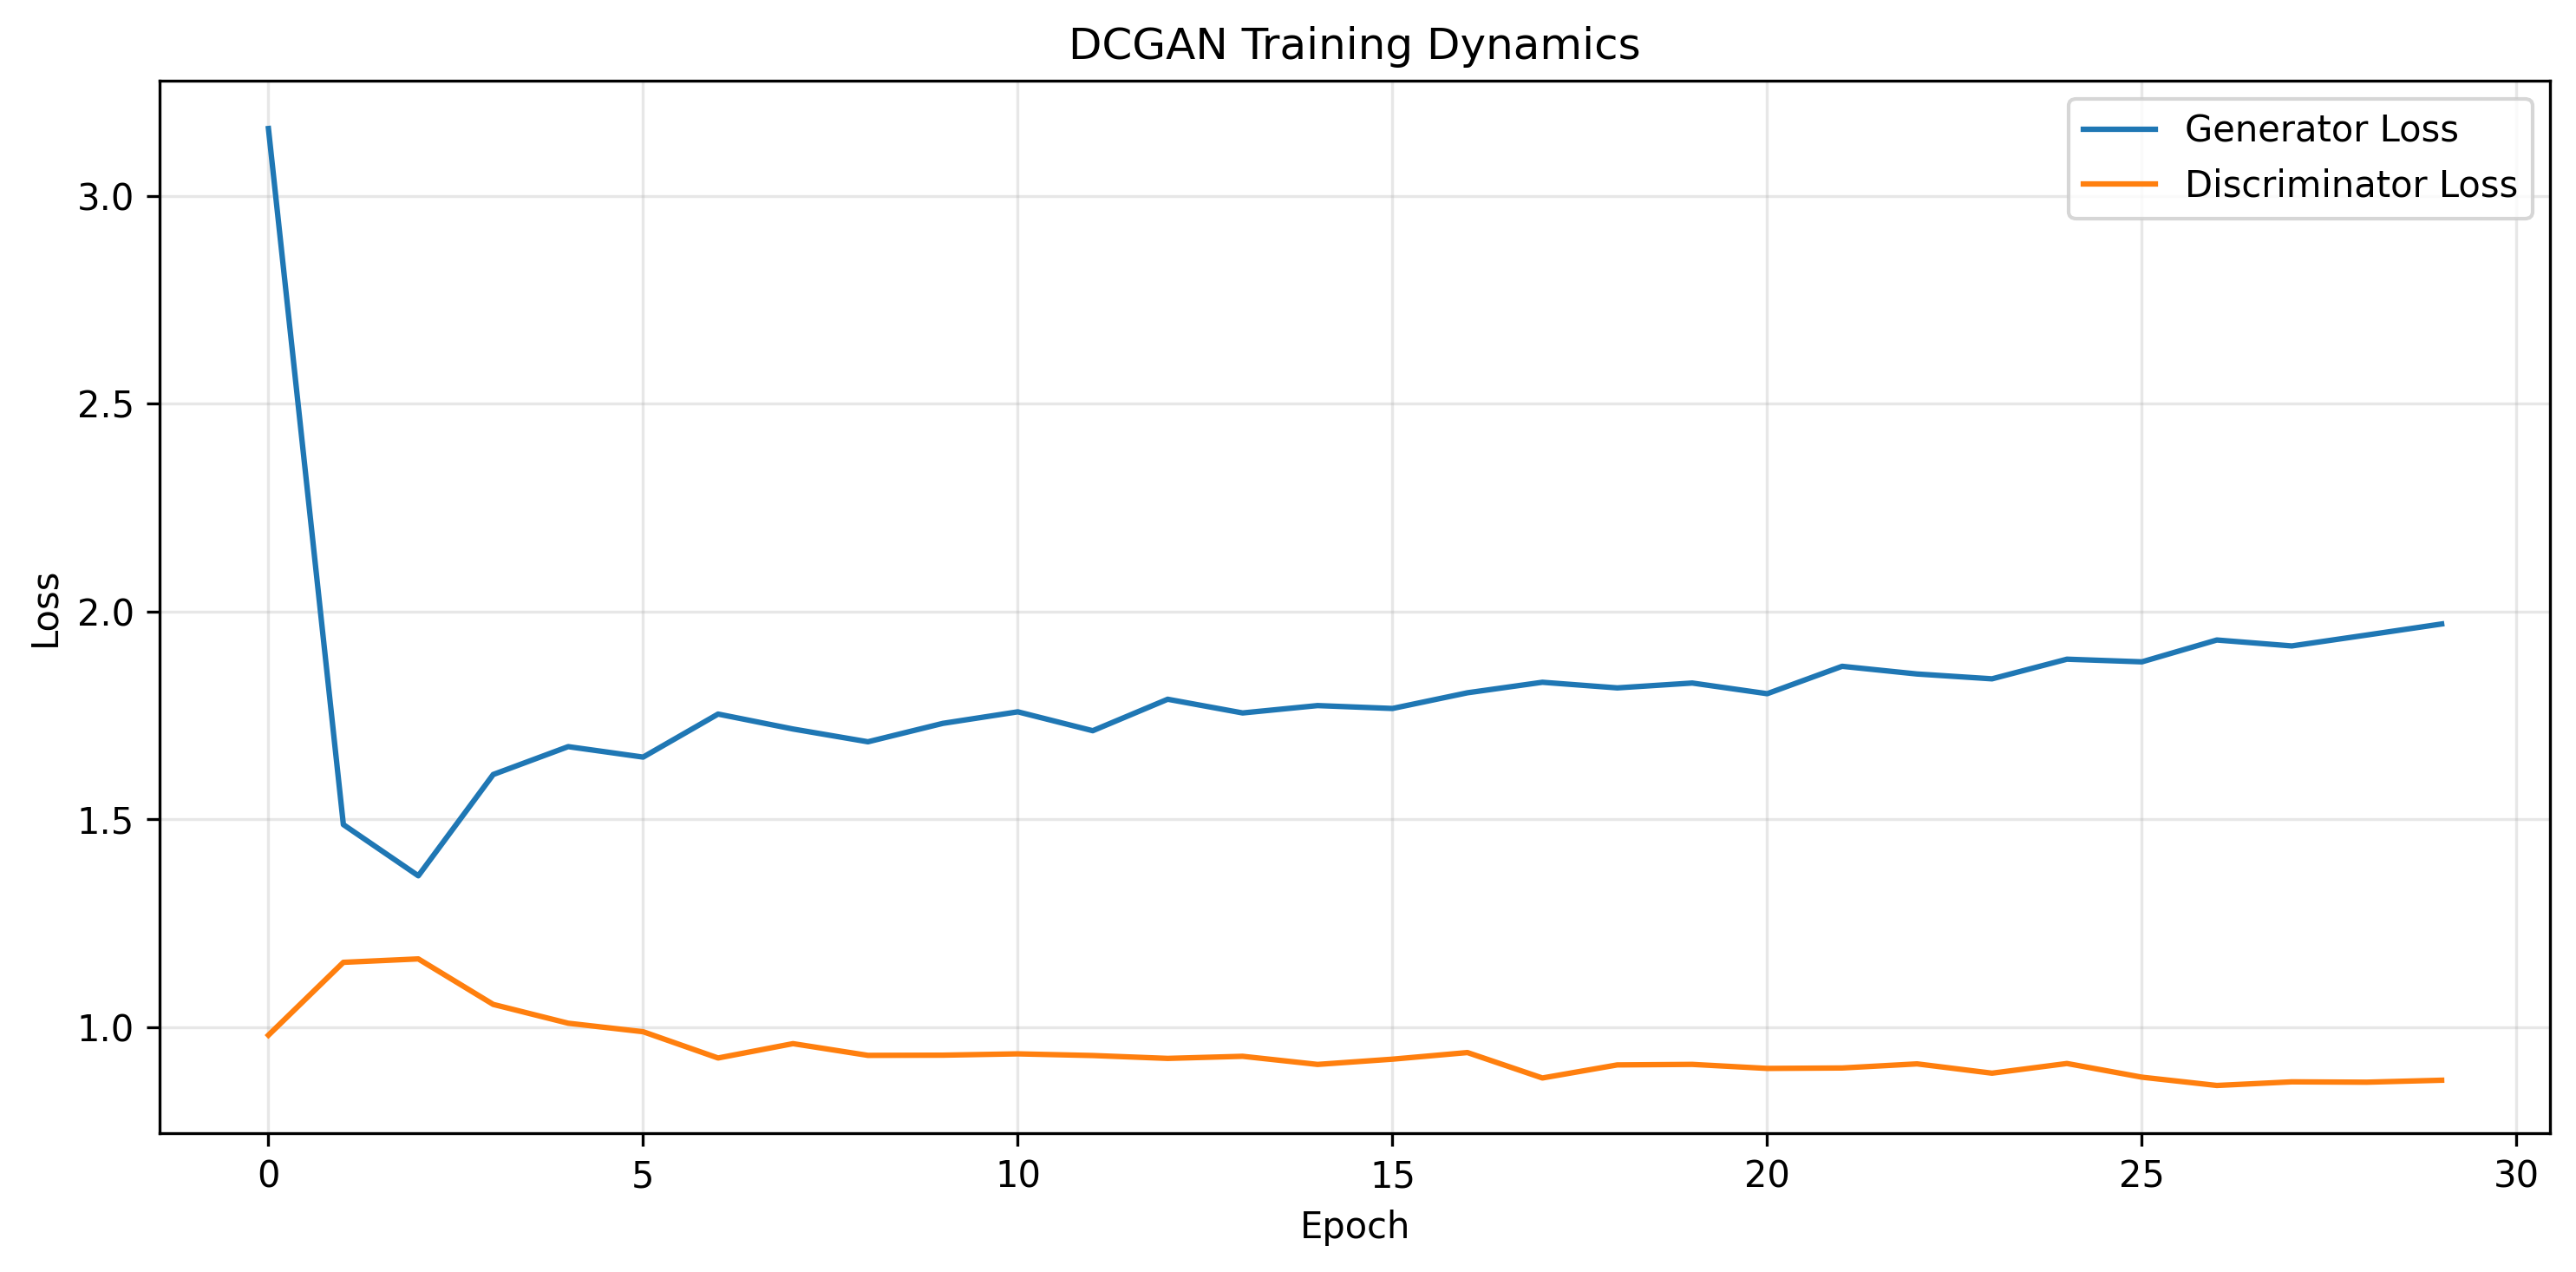 DCGAN Training Dynamics
Generator Loss
Discriminator Loss
3.0
2.5
2.0
1.5
1.0
Loss
0 5 10 15 20 25 30
Epoch